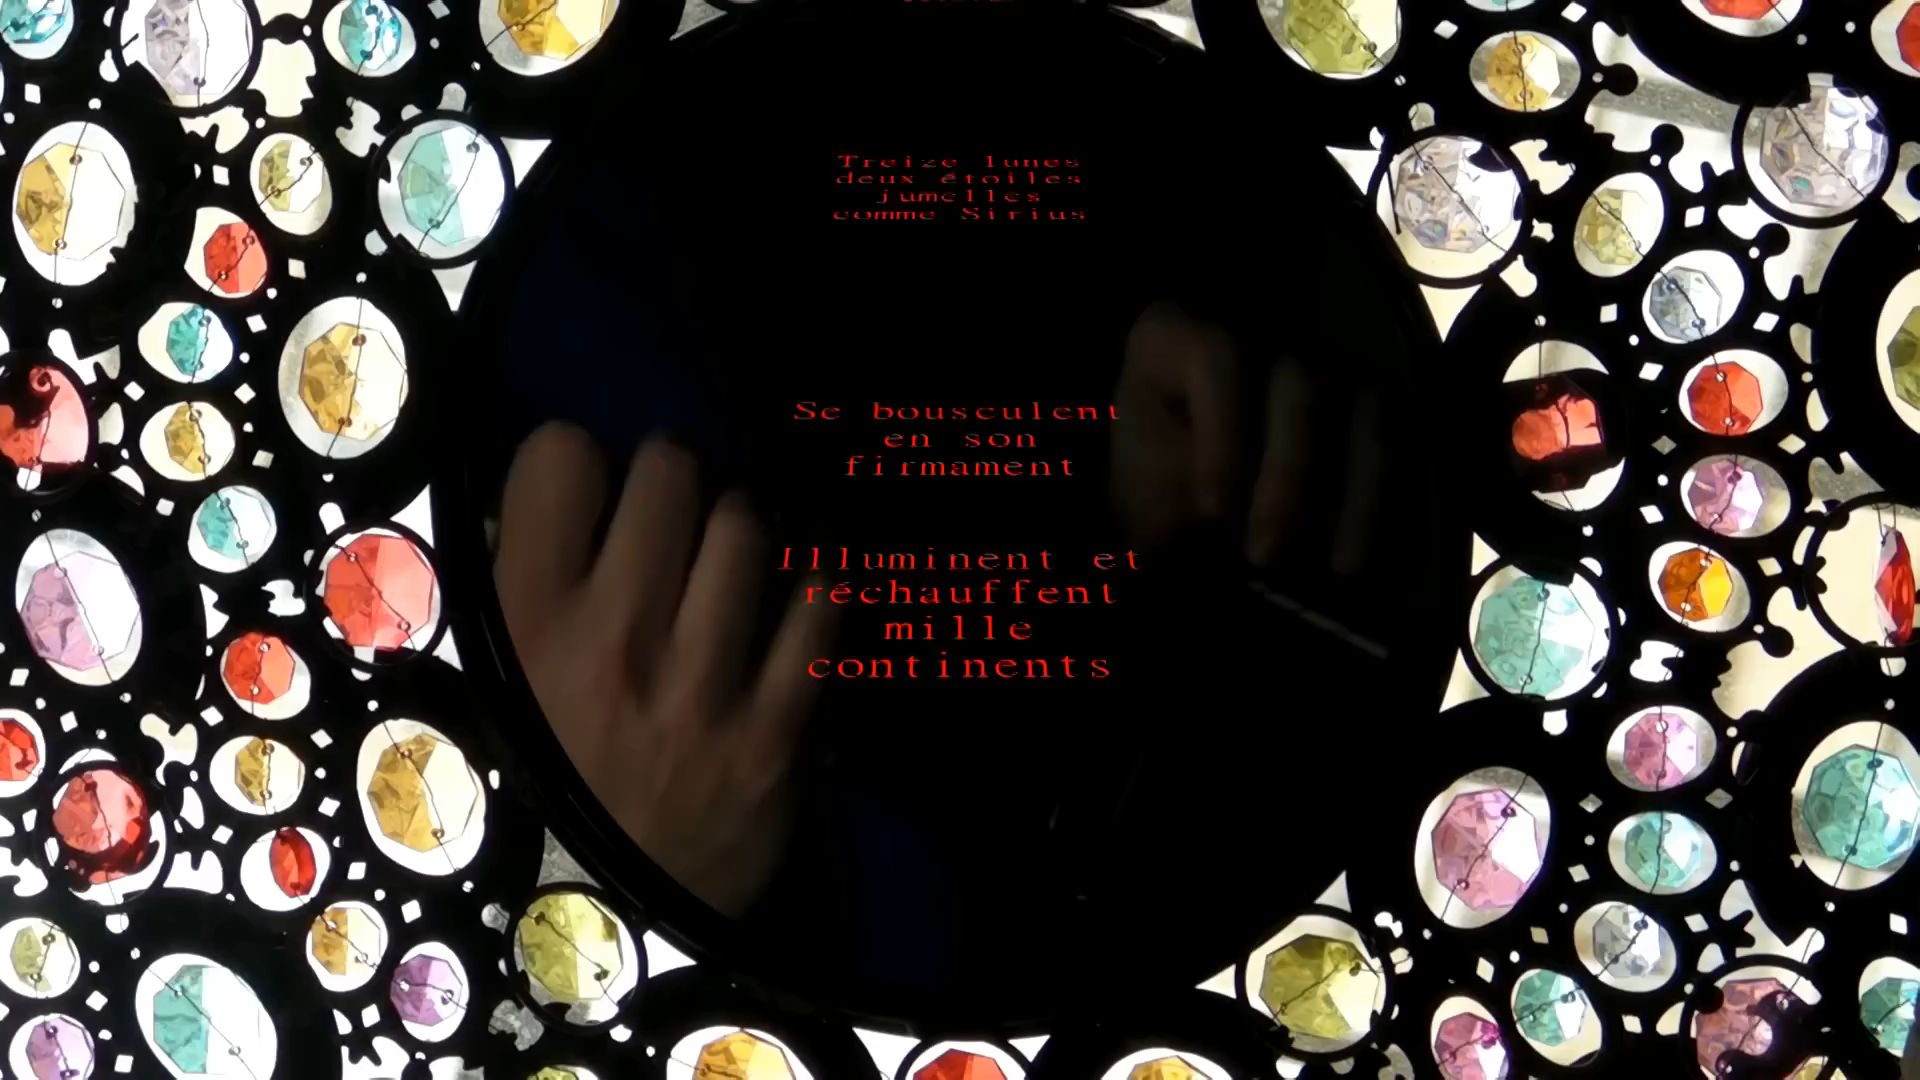 Treize lunes
deux étoiles
jumelles
comme Sirius
Se bousculent
en son
firmament
Illuminent et
réchauffent
mille
continents